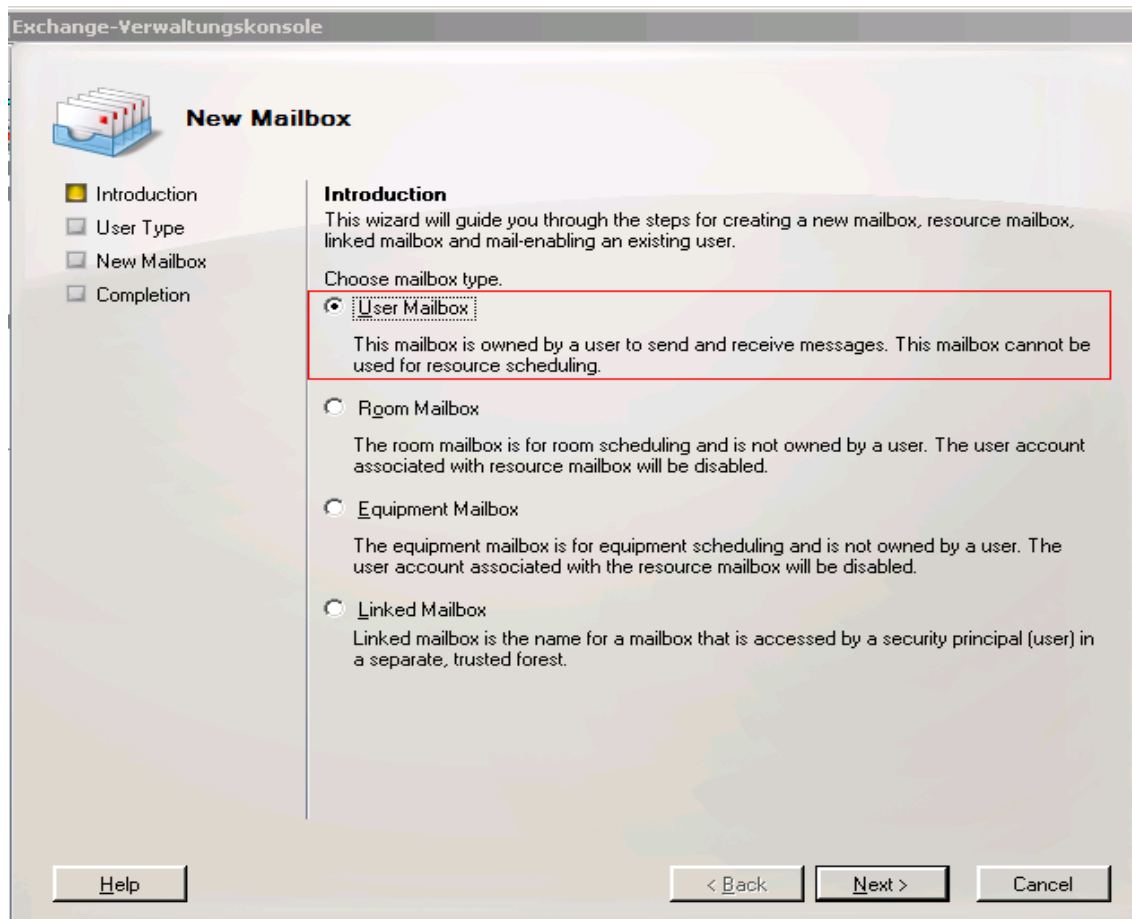 Exchange-Verwaltungskonsole
New Mailbox
Introduction
User Type
New Mailbox
Completion
Introduction
This wizard will guide you through the steps for creating a new mailbox, resource mailbox,
linked mailbox and mail-enabling an existing user.
Choose mailbox type.
User Mailbox
This mailbox is owned by a user to send and receive messages. This mailbox cannot be
used for resource scheduling.
Room Mailbox
The room mailbox is for room scheduling and is not owned by a user. The user account
associated with resource mailbox will be disabled.
Equipment Mailbox
The equipment mailbox is for equipment scheduling and is not owned by a user. The
user account associated with the resource mailbox will be disabled.
Linked Mailbox
Linked mailbox is the name for a mailbox that is accessed by a security principal (user) in
a separate, trusted forest.
Help
< Back
Next >
Cancel